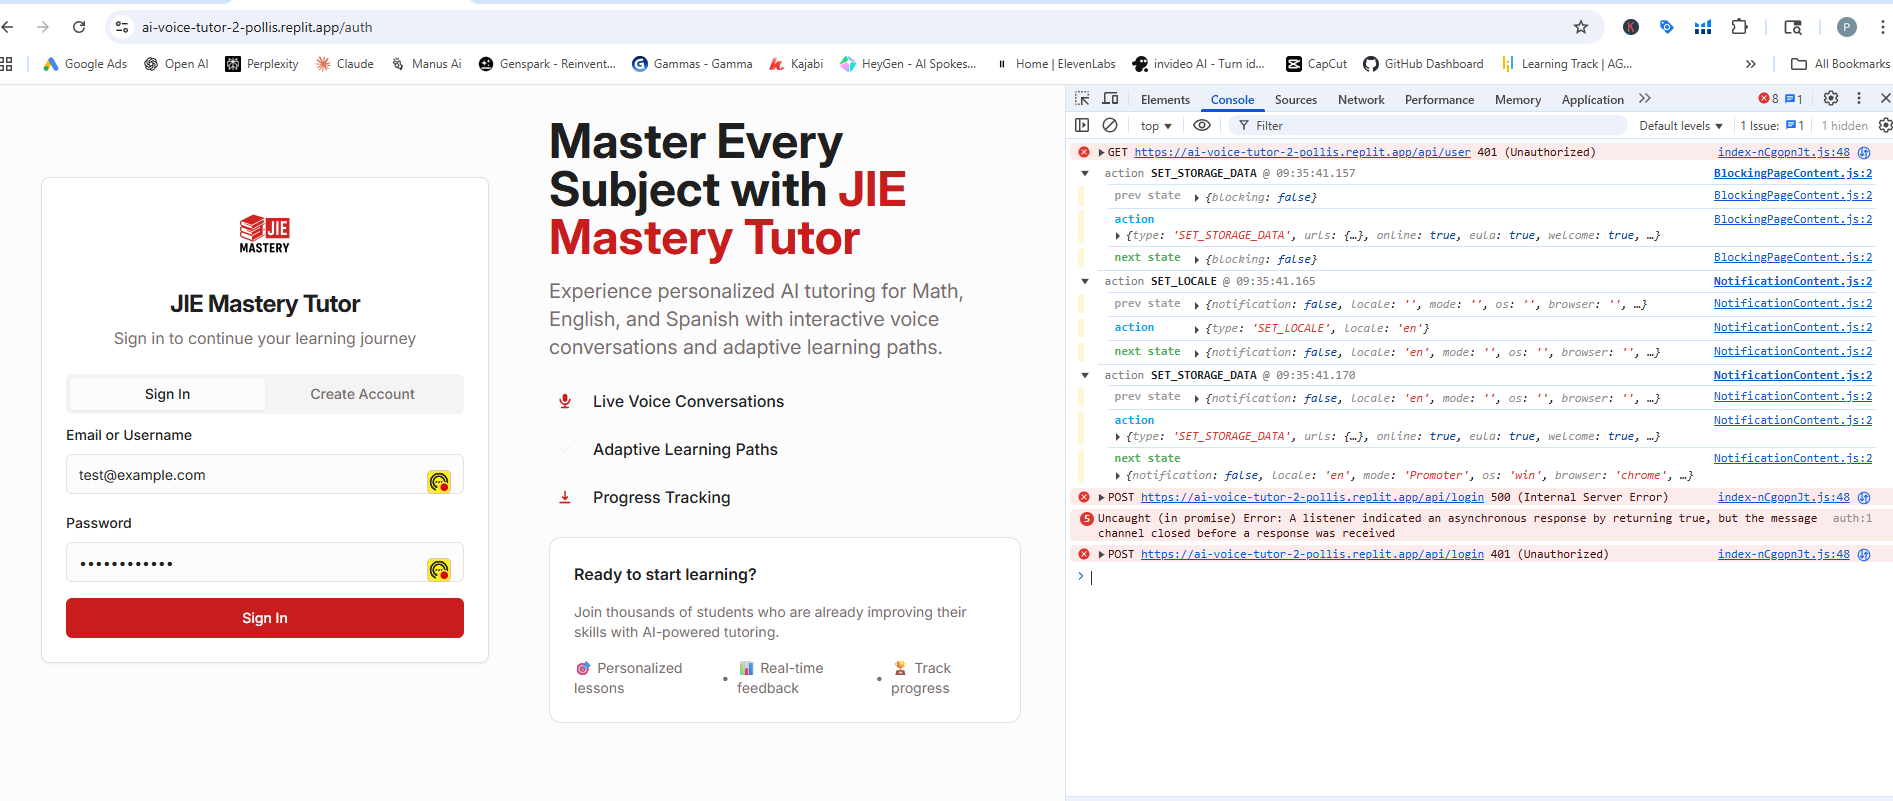 ai-voice-tutor-2-pollis.replit.app/auth
K
P
Google Ads
Open AI
Perplexity
Claude
Manus Ai
Genspark - Reinvent...
Gammas - Gamma
Kajabi
HeyGen - AI Spokes...
Home | ElevenLabs
invideo AI - Turn id...
CapCut
GitHub Dashboard
Learning Track | AG...
All Bookmarks
JIE
MASTERY
JIE Mastery Tutor
Sign in to continue your learning journey
Sign In
Create Account
Email or Username
test@example.com
Password
••••••••••••
Sign In
Master Every
Subject with JIE
Mastery Tutor
Experience personalized AI tutoring for Math,
English, and Spanish with interactive voice
conversations and adaptive learning paths.
Live Voice Conversations
Adaptive Learning Paths
Progress Tracking
Ready to start learning?
Join thousands of students who are already improving their
skills with AI-powered tutoring.
🎯 Personalized lessons • 📊 Real-time feedback • 🏆 Track progress
Elements Console Sources Network Performance Memory Application 8 1
top Filter Default levels 1 Issue: 1 1 hidden
GET https://ai-voice-tutor-2-pollis.replit.app/api/user 401 (Unauthorized) index-nCgopnJt.js:48
action SET_STORAGE_DATA @ 09:35:41.157 BlockingPageContent.js:2
prev state {blocking: false} BlockingPageContent.js:2
action BlockingPageContent.js:2
{type: 'SET_STORAGE_DATA', urls: {…}, online: true, eula: true, welcome: true, …}
next state {blocking: false} BlockingPageContent.js:2
action SET_LOCALE @ 09:35:41.165 NotificationContent.js:2
prev state {notification: false, locale: '', mode: '', os: '', browser: '', …} NotificationContent.js:2
action {type: 'SET_LOCALE', locale: 'en'} NotificationContent.js:2
next state {notification: false, locale: 'en', mode: '', os: '', browser: '', …} NotificationContent.js:2
action SET_STORAGE_DATA @ 09:35:41.170 NotificationContent.js:2
prev state {notification: false, locale: 'en', mode: '', os: '', browser: '', …} NotificationContent.js:2
action NotificationContent.js:2
{type: 'SET_STORAGE_DATA', urls: {…}, online: true, eula: true, welcome: true, …}
next state NotificationContent.js:2
{notification: false, locale: 'en', mode: 'Promoter', os: 'win', browser: 'chrome', …}
POST https://ai-voice-tutor-2-pollis.replit.app/api/login 500 (Internal Server Error) index-nCgopnJt.js:48
5 Uncaught (in promise) Error: A listener indicated an asynchronous response by returning true, but the message auth:1
channel closed before a response was received
POST https://ai-voice-tutor-2-pollis.replit.app/api/login 401 (Unauthorized) index-nCgopnJt.js:48